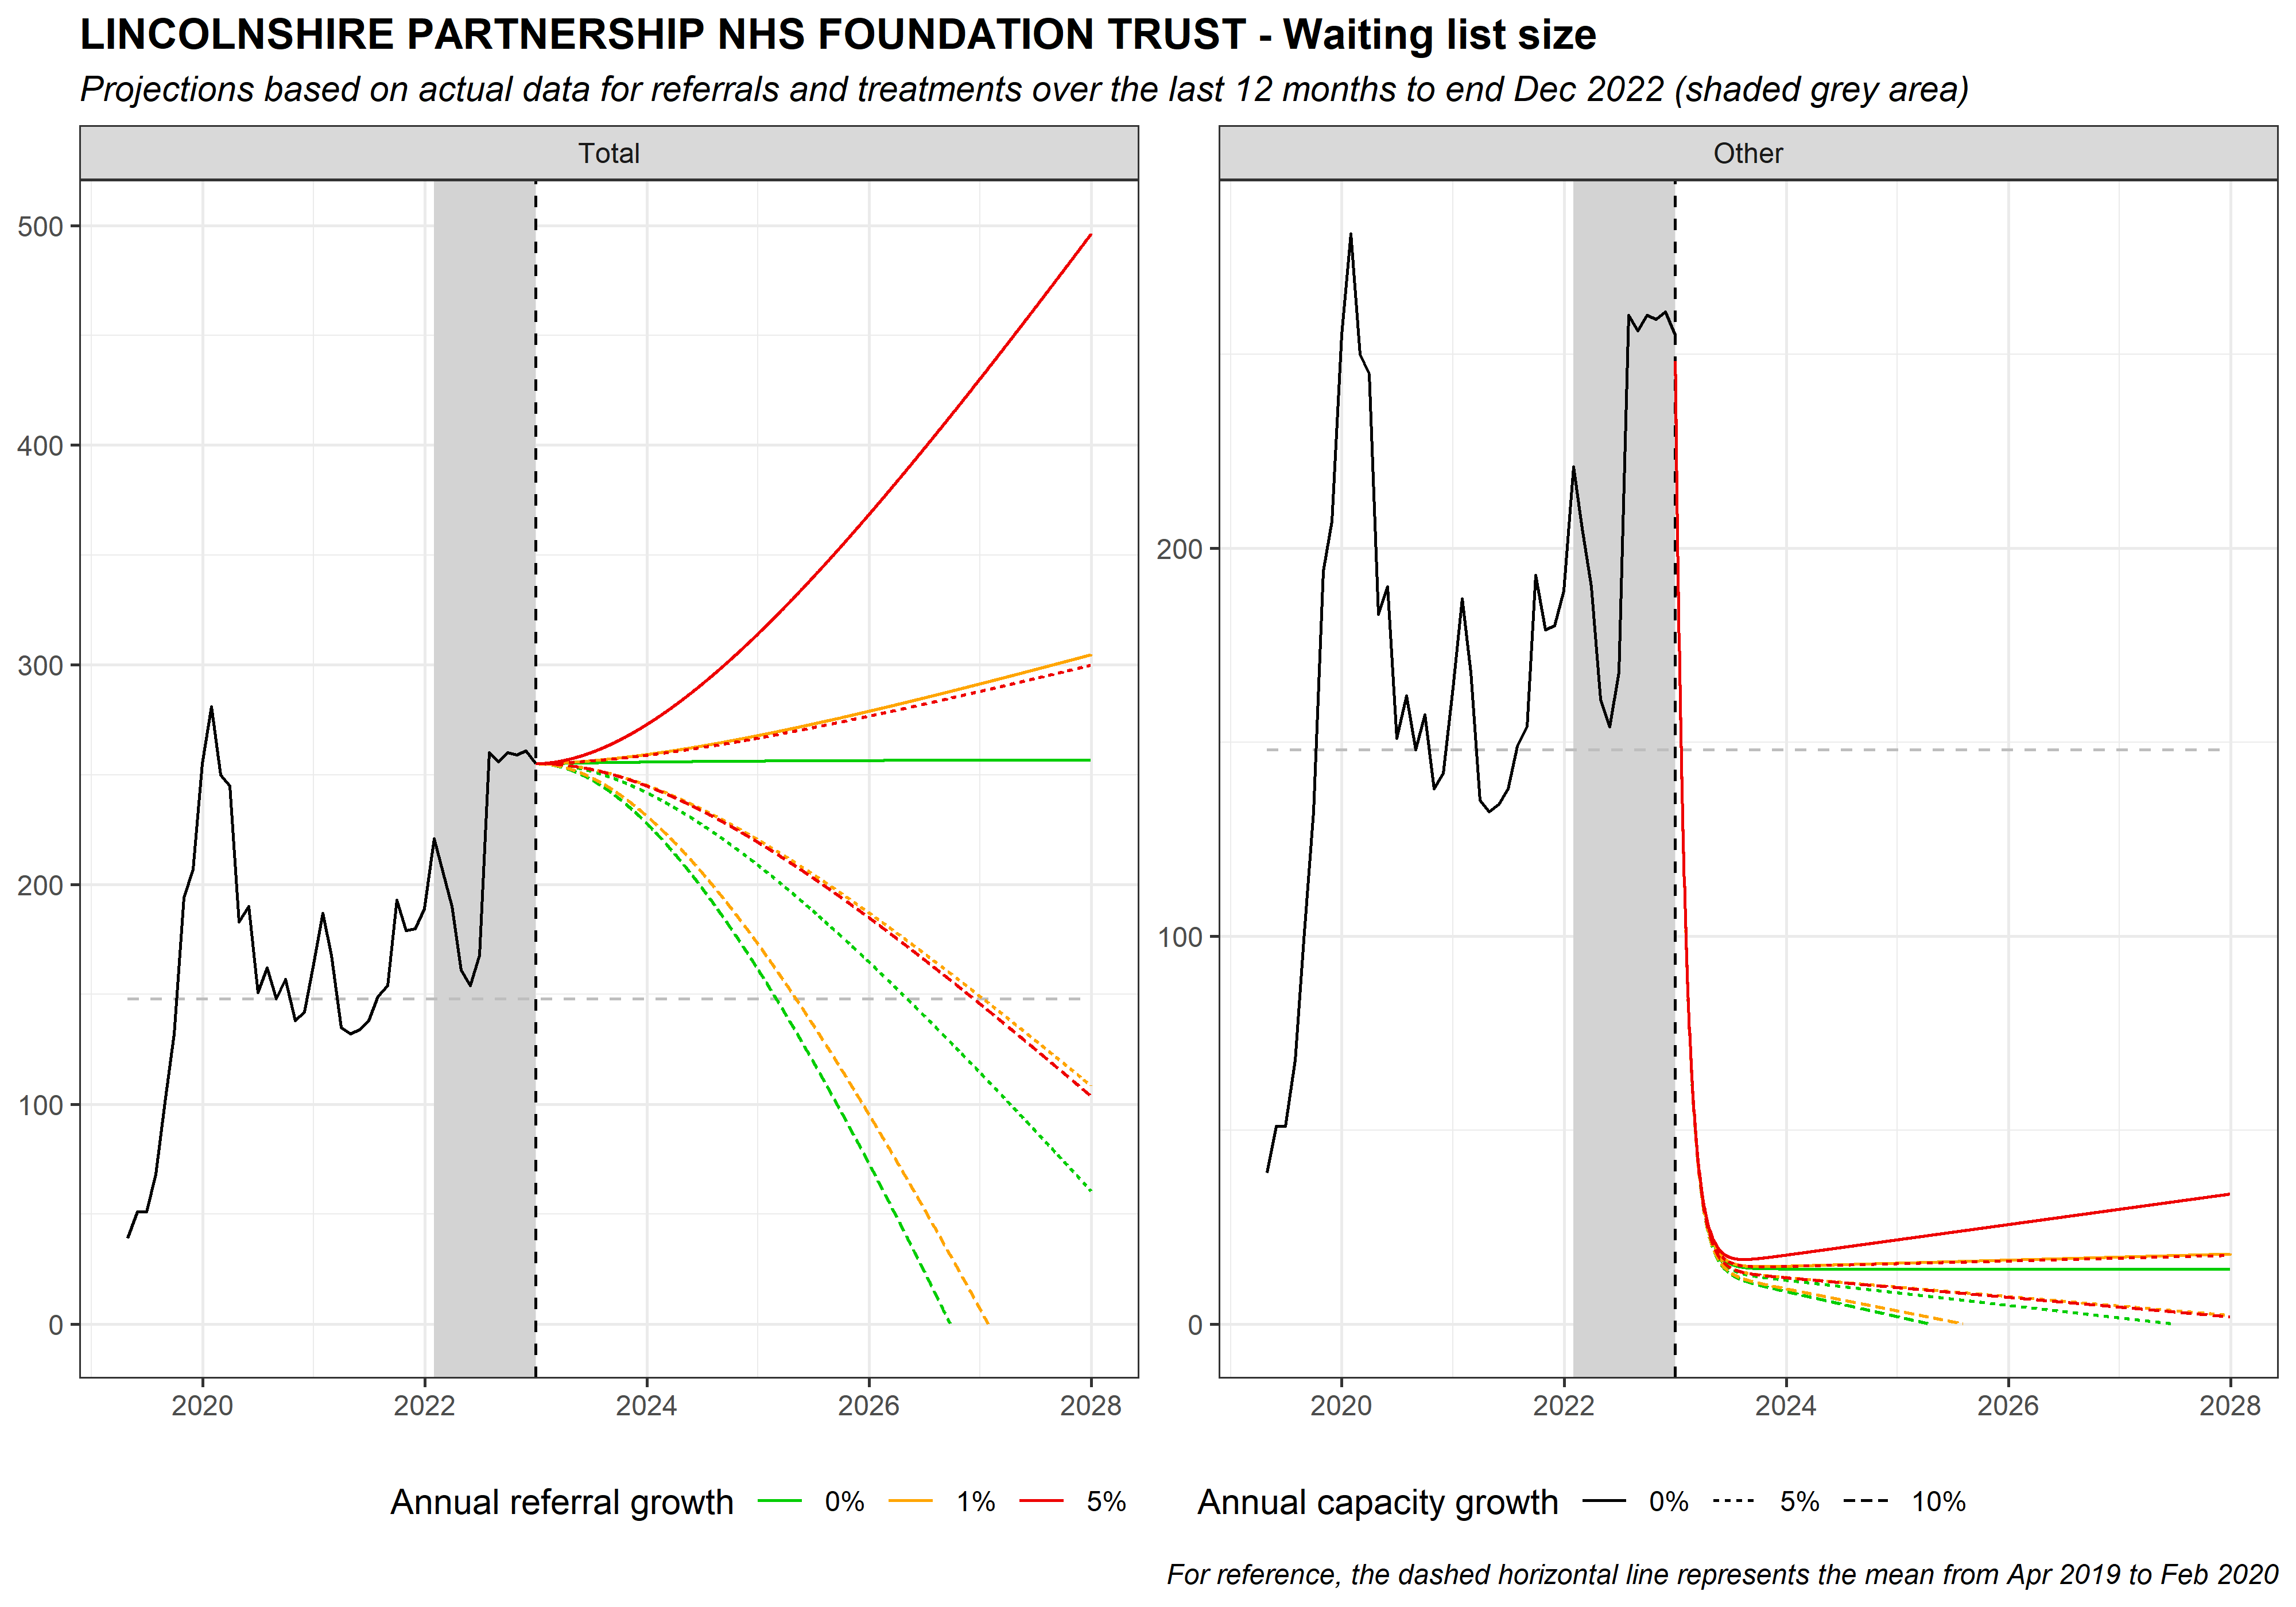 LINCOLNSHIRE PARTNERSHIP NHS FOUNDATION TRUST - Waiting list size
Projections based on actual data for referrals and treatments over the last 12 months to end Dec 2022 (shaded grey area)
Total
500
400
300
200
100
0
2020 2022 2024 2026 2028
Other
200
100
0
2020 2022 2024 2026 2028
Annual referral growth 0% 1% 5%
Annual capacity growth 0% 5% 10%
For reference, the dashed horizontal line represents the mean from Apr 2019 to Feb 2020